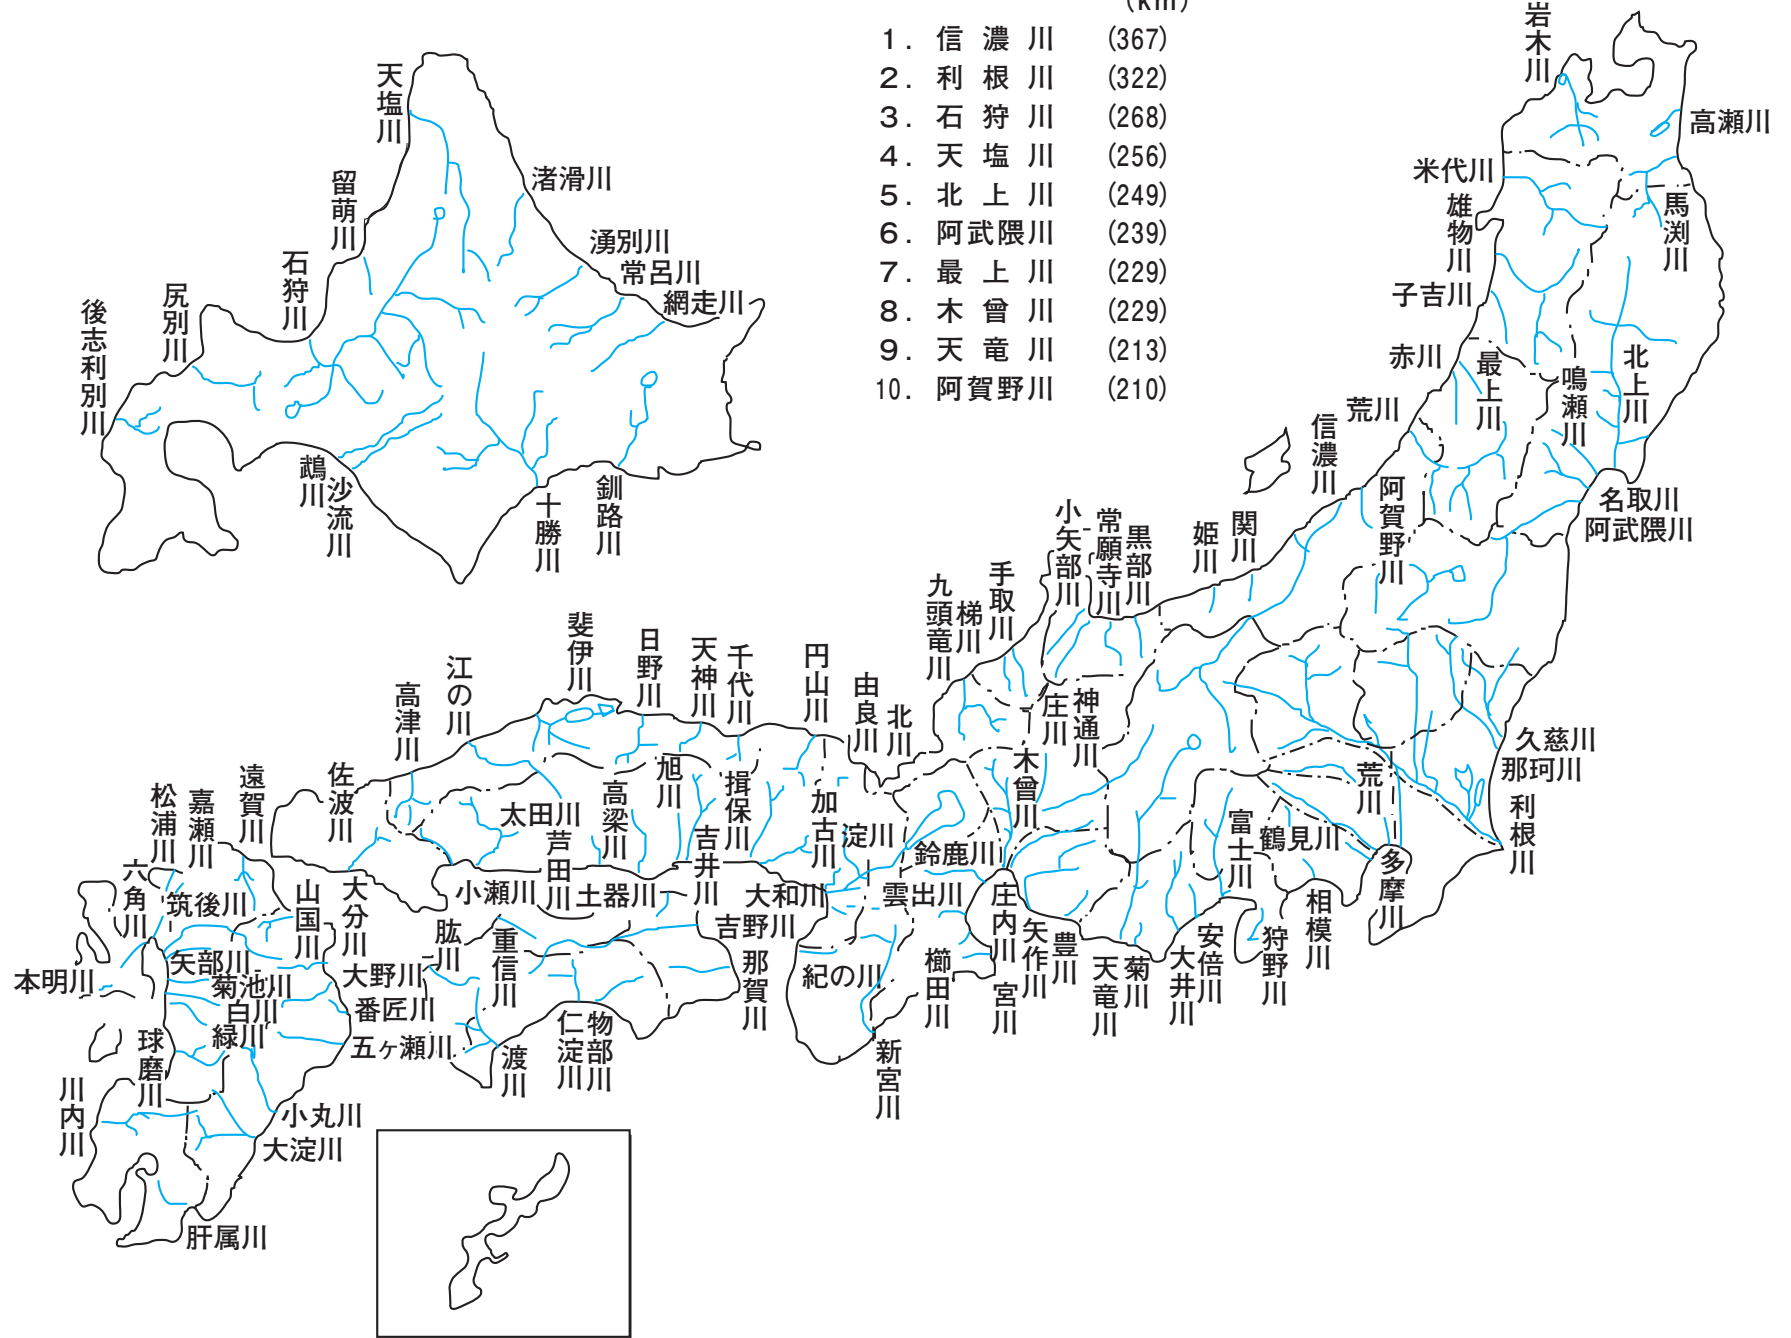 (km)
1. 信濃川 (367)
2. 利根川 (322)
3. 石狩川 (268)
4. 天塩川 (256)
5. 北上川 (249)
6. 阿武隈川 (239)
7. 最上川 (229)
8. 木曾川 (229)
9. 天竜川 (213)
10. 阿賀野川 (210)
天塩川
渚滑川
留萌川
湧別川
常呂川
網走川
石狩川
尻別川
後志利別川
鵡川
沙流川
十勝川
釧路川
岩木川
高瀬川
米代川
馬渕川
雄物川
子吉川
赤川
最上川
鳴瀬川
北上川
荒川
信濃川
阿賀野川
名取川
阿武隈川
関川
姫川
黒部川
常願寺川
小矢部川
手取川
梯川
九頭竜川
庄川
神通川
久慈川
那珂川
利根川
荒川
木曾川
富士川
鶴見川
多摩川
相模川
狩野川
安倍川
大井川
菊川
天竜川
豊川
矢作川
庄内川
宮川
櫛田川
雲出川
鈴鹿川
淀川
北川
由良川
円山川
千代川
天神川
日野川
斐伊川
江の川
高津川
佐波川
太田川
芦田川
高梁川
旭川
吉井川
揖保川
加古川
大和川
紀の川
新宮川
小瀬川
土器川
吉野川
那賀川
肱川
重信川
渡川
仁淀川
物部川
遠賀川
嘉瀬川
松浦川
六角川
筑後川
山国川
大分川
本明川
矢部川
菊池川
白川
緑川
大野川
番匠川
五ヶ瀬川
球磨川
川内川
小丸川
大淀川
肝属川